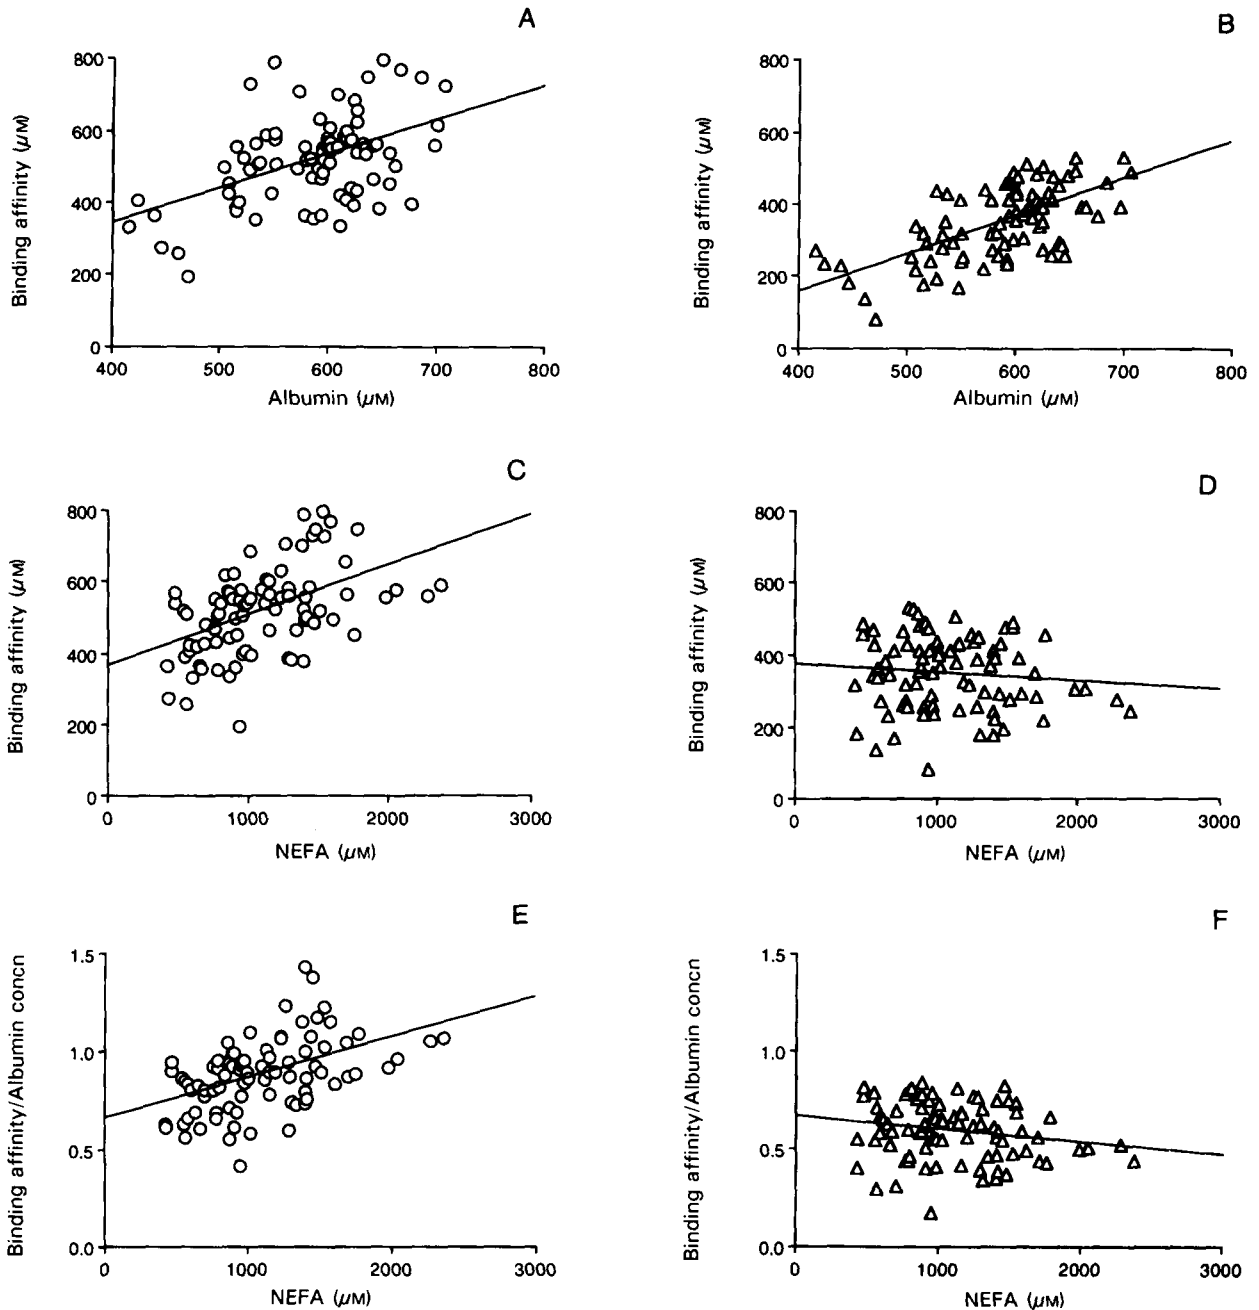 A
800
600
400
200
0
400 500 600 700 800
Albumin (μM)
Binding affinity (μM)
B
800
600
400
200
0
400 500 600 700 800
Albumin (μM)
Binding affinity (μM)
C
800
600
400
200
0
0 1000 2000 3000
NEFA (μM)
Binding affinity (μM)
D
800
600
400
200
0
0 1000 2000 3000
NEFA (μM)
Binding affinity (μM)
E
1.5
1.0
0.5
0.0
0 1000 2000 3000
NEFA (μM)
Binding affinity/Albumin concn
F
1.5
1.0
0.5
0.0
0 1000 2000 3000
NEFA (μM)
Binding affinity/Albumin concn